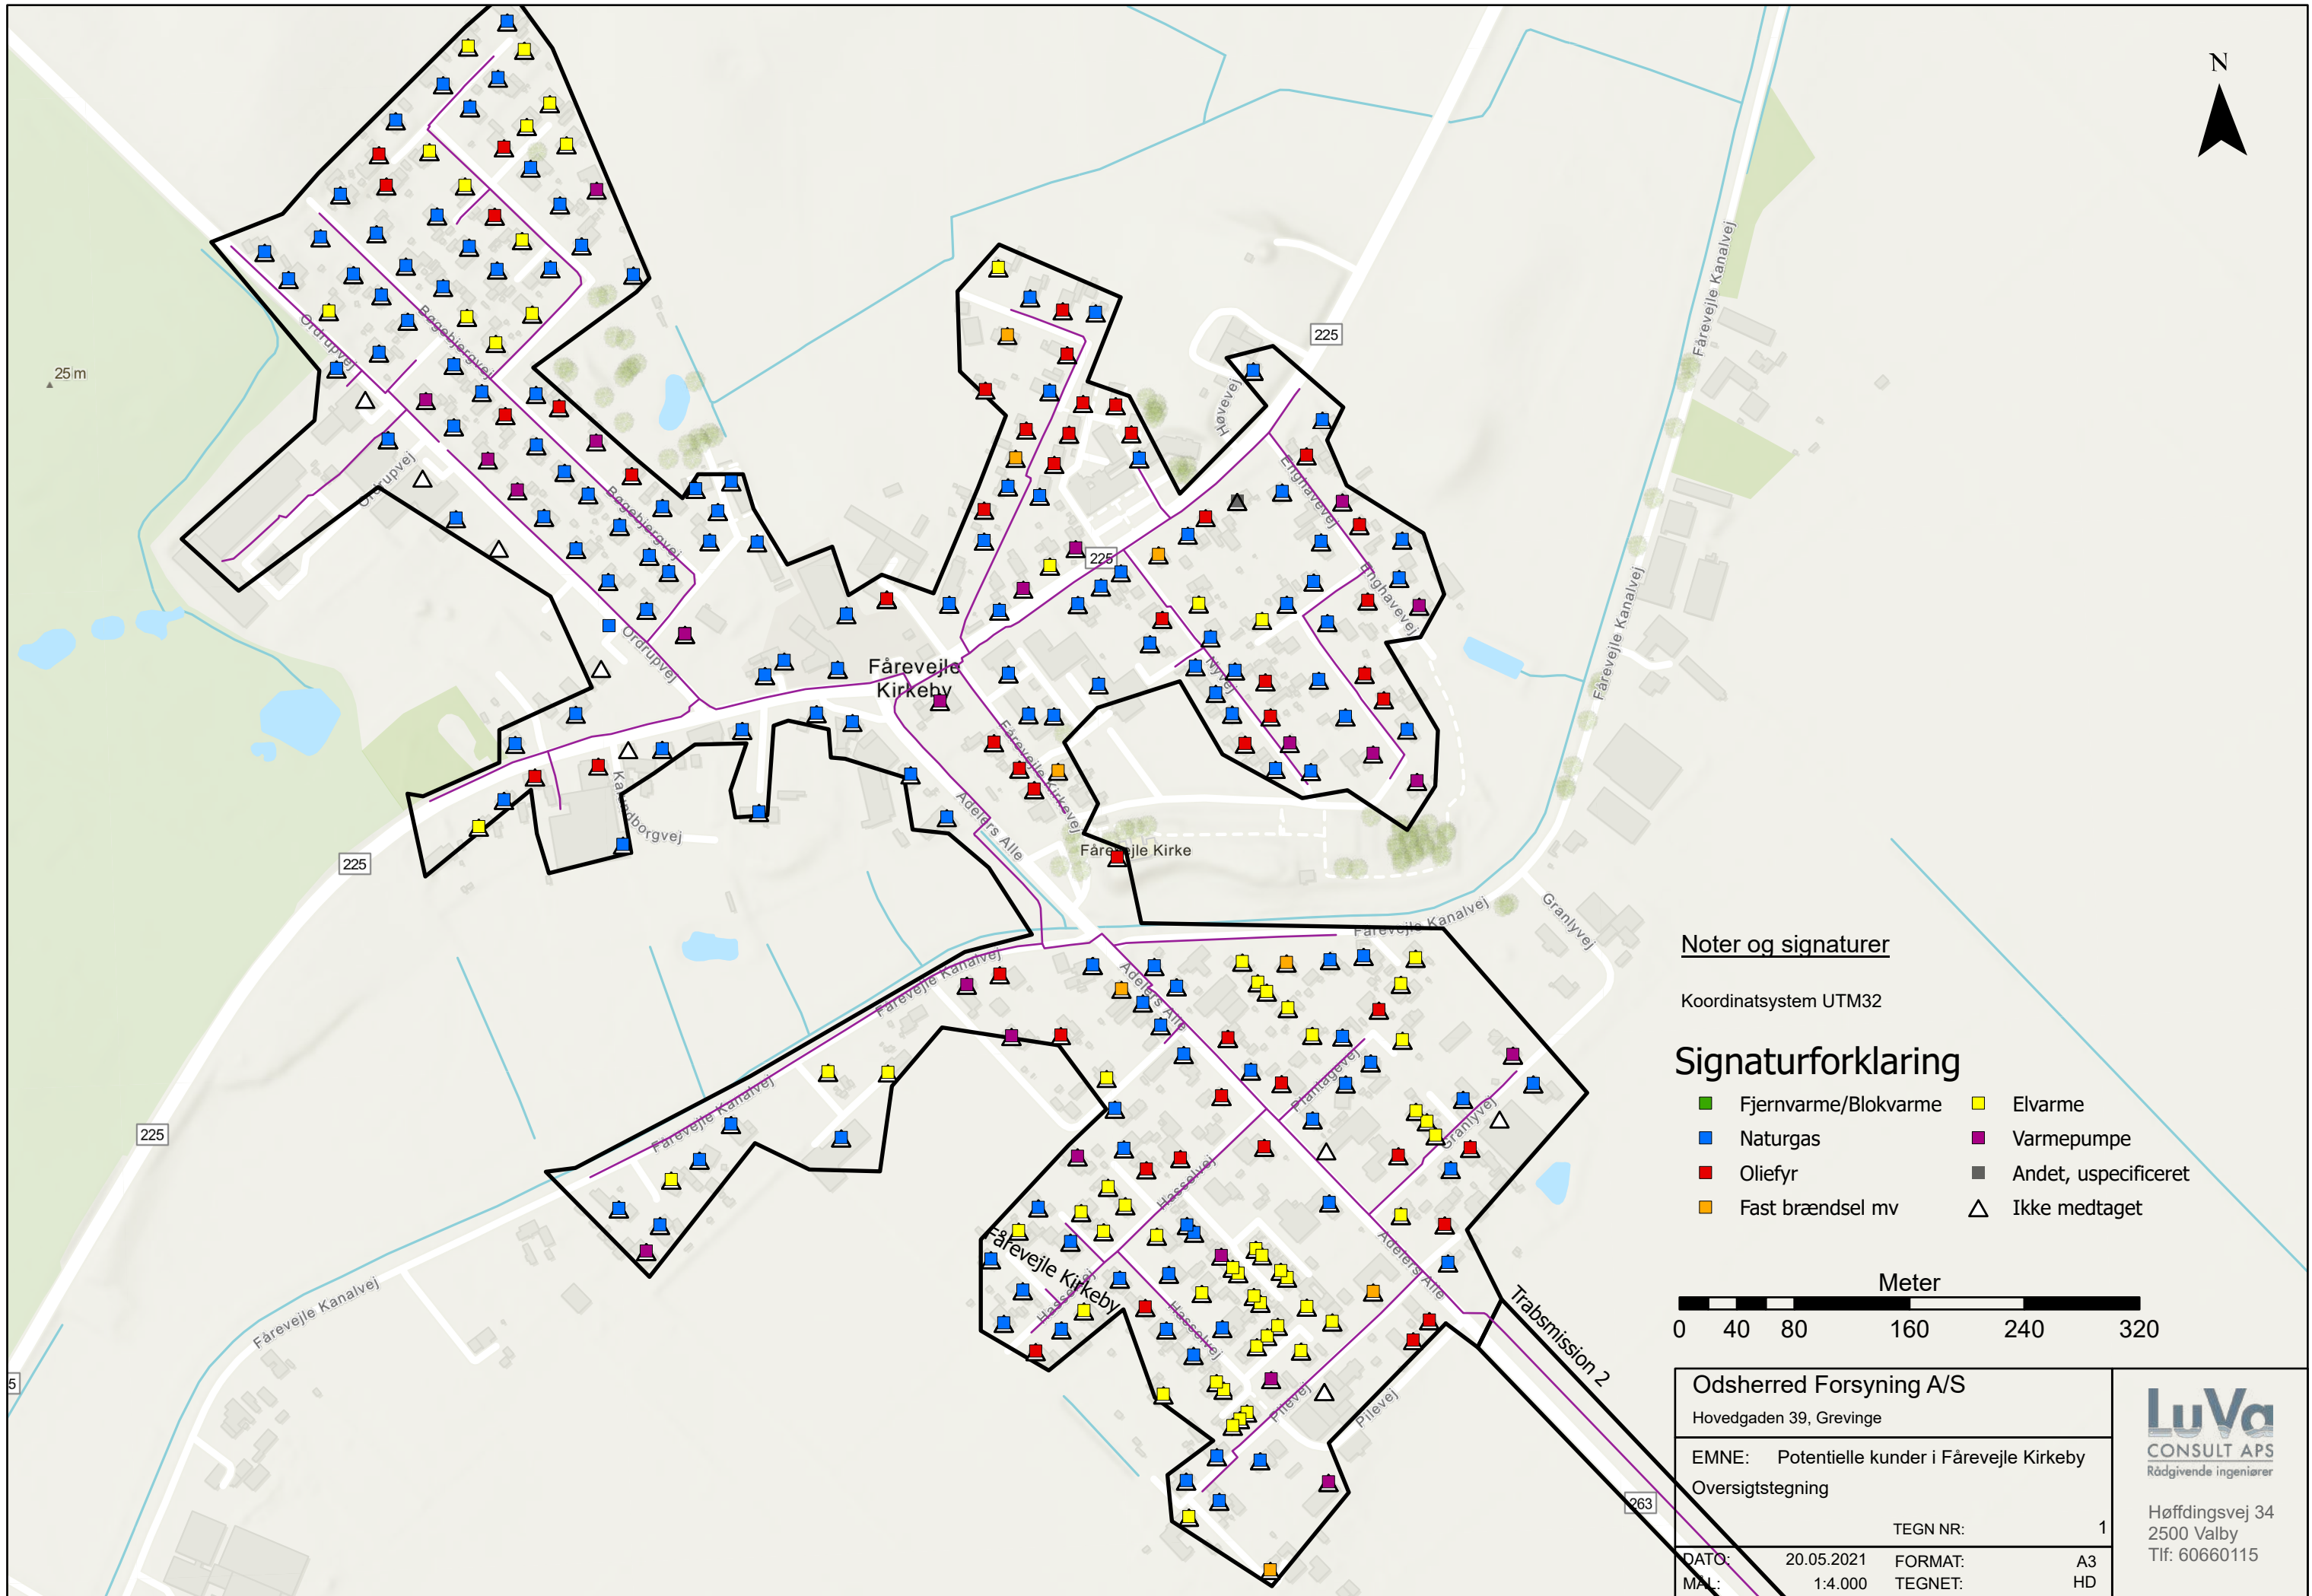 N
225
25 m
Ordrupvej
Bøgebjergvej
Høvevej
Fårevejle Kanalvej
Ordrupvej
Bøgebjergvej
Enghavevej
225
Enghavevej
Fårevejle Kanalvej
Ordrupvej
Fårevejle
Kirkeby
Nyvej
Fårevejle Kirkevej
Kalundborgvej
Adelers Alle
Fårevejle Kirke
225
Granlyvej
Fårevejle Kanalvej
Fårevejle Kanalvej
Adelers Alle
Plantagevej
Fårevejle Kanalvej
225
Granlyvej
Hasselvej
Fårevejle Kirkeby
Hasselvej
Hasselvej
Adelers Alle
Fårevejle Kanalvej
Trabsmission 2
Pilevej
Pilevej
5
263
Noter og signaturer
Koordinatsystem UTM32
Signaturforklaring
Fjernvarme/Blokvarme
Elvarme
Naturgas
Varmepumpe
Oliefyr
Andet, uspecificeret
Fast brændsel mv
Ikke medtaget
Meter
0 40 80 160 240 320
Odsherred Forsyning A/S
Hovedgaden 39, Grevinge
EMNE: Potentielle kunder i Fårevejle Kirkeby
Oversigtstegning
TEGN NR: 1
DATO: 20.05.2021 FORMAT: A3
MÅL: 1:4.000 TEGNET: HD
LuVa
CONSULT APS
Rådgivende ingeniører
Høffdingsvej 34
2500 Valby
Tlf: 60660115